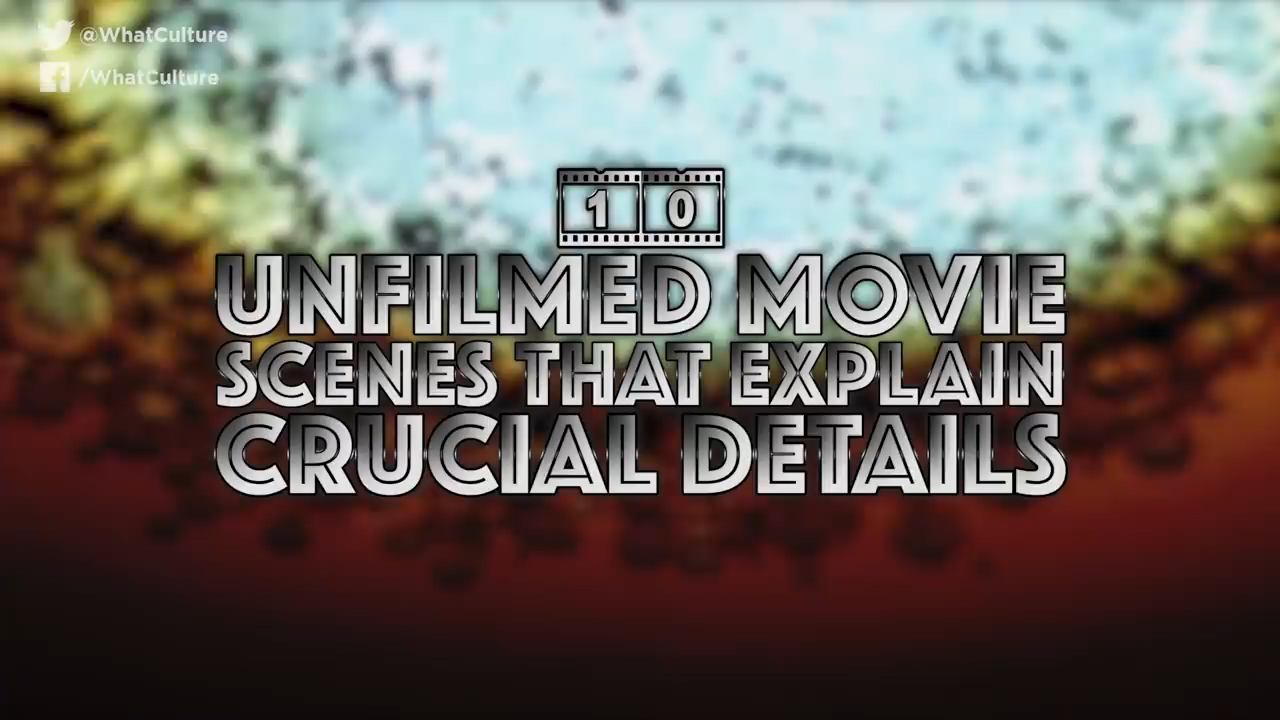 @WhatCulture
/WhatCulture
10
UNFILMED MOVIE
SCENES THAT EXPLAIN
CRUCIAL DETAILS